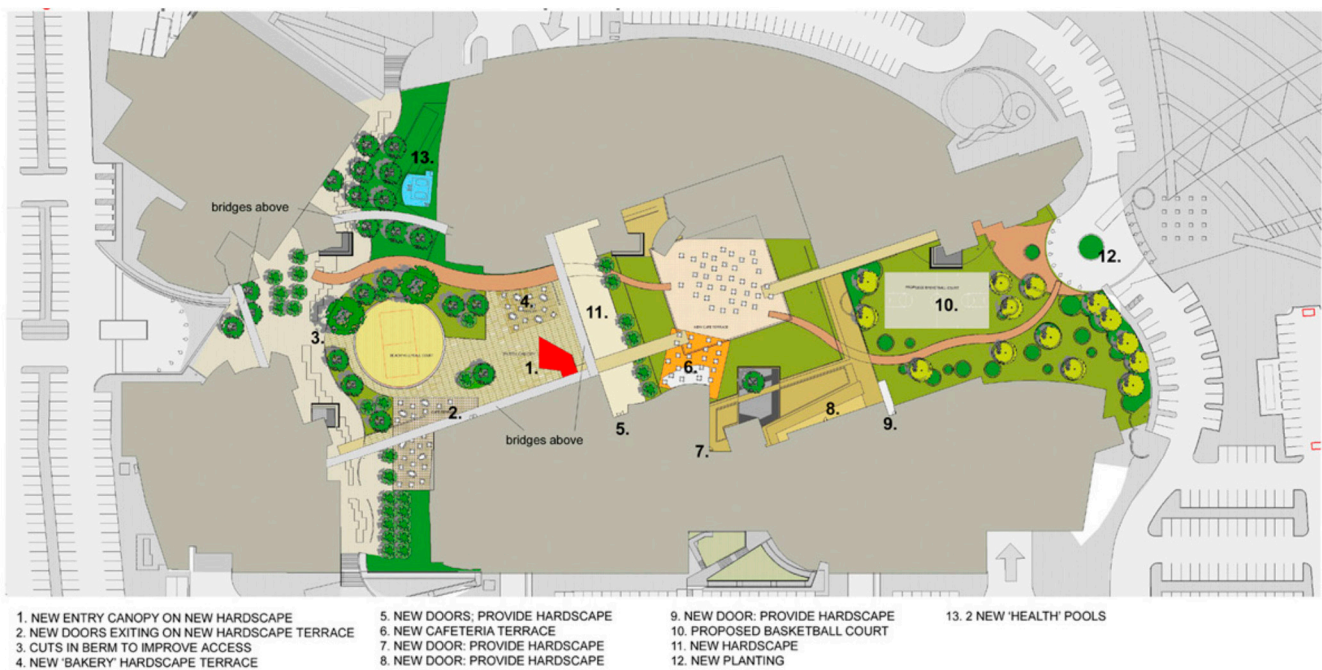 13.
bridges above
12.
PROPOSED BASKETBALL COURT
4.
11.
10.
3.
1.
6.
2.
8.
bridges above
5.
9.
7.
1. NEW ENTRY CANOPY ON NEW HARDSCAPE
2. NEW DOORS EXITING ON NEW HARDSCAPE TERRACE
3. CUTS IN BERM TO IMPROVE ACCESS
4. NEW 'BAKERY' HARDSCAPE TERRACE
5. NEW DOORS; PROVIDE HARDSCAPE
6. NEW CAFETERIA TERRACE
7. NEW DOOR: PROVIDE HARDSCAPE
8. NEW DOOR: PROVIDE HARDSCAPE
9. NEW DOOR: PROVIDE HARDSCAPE
10. PROPOSED BASKETBALL COURT
11. NEW HARDSCAPE
12. NEW PLANTING
13. 2 NEW 'HEALTH' POOLS